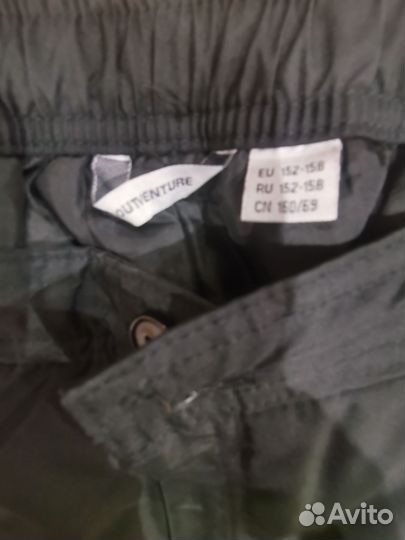 OUTVENTURE
EU 152-158
RU 152-158
CN 160/69
Avito